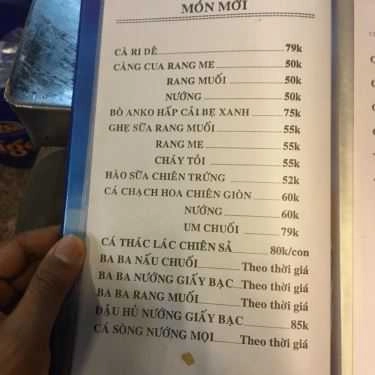 MÓN MỚI
CÀ RI DÊ 79k
CÀNG CUA RANG ME 50k
RANG MUỐI 50k
NƯỚNG 50k
BÒ ANKO HẤP CẢI BẸ XANH 75k
GHẸ SỮA RANG MUỐI 55k
RANG ME 55k
CHÁY TỎI 55k
HÀO SỮA CHIÊN TRỨNG 52k
CÁ CHẠCH HOA CHIÊN GIÒN 60k
NƯỚNG 60k
UM CHUỐI 79k
CÁ THÁC LÁC CHIÊN SẢ 80k/con
BA BA NẤU CHUỐI Theo thời giá
BA BA NƯỚNG GIẤY BẠC Theo thời giá
BA BA RANG MUỐI Theo thời giá
ĐẬU HỦ NƯỚNG GIẤY BẠC 85k
CÁ SÒNG NƯỚNG MỌI Theo thời giá